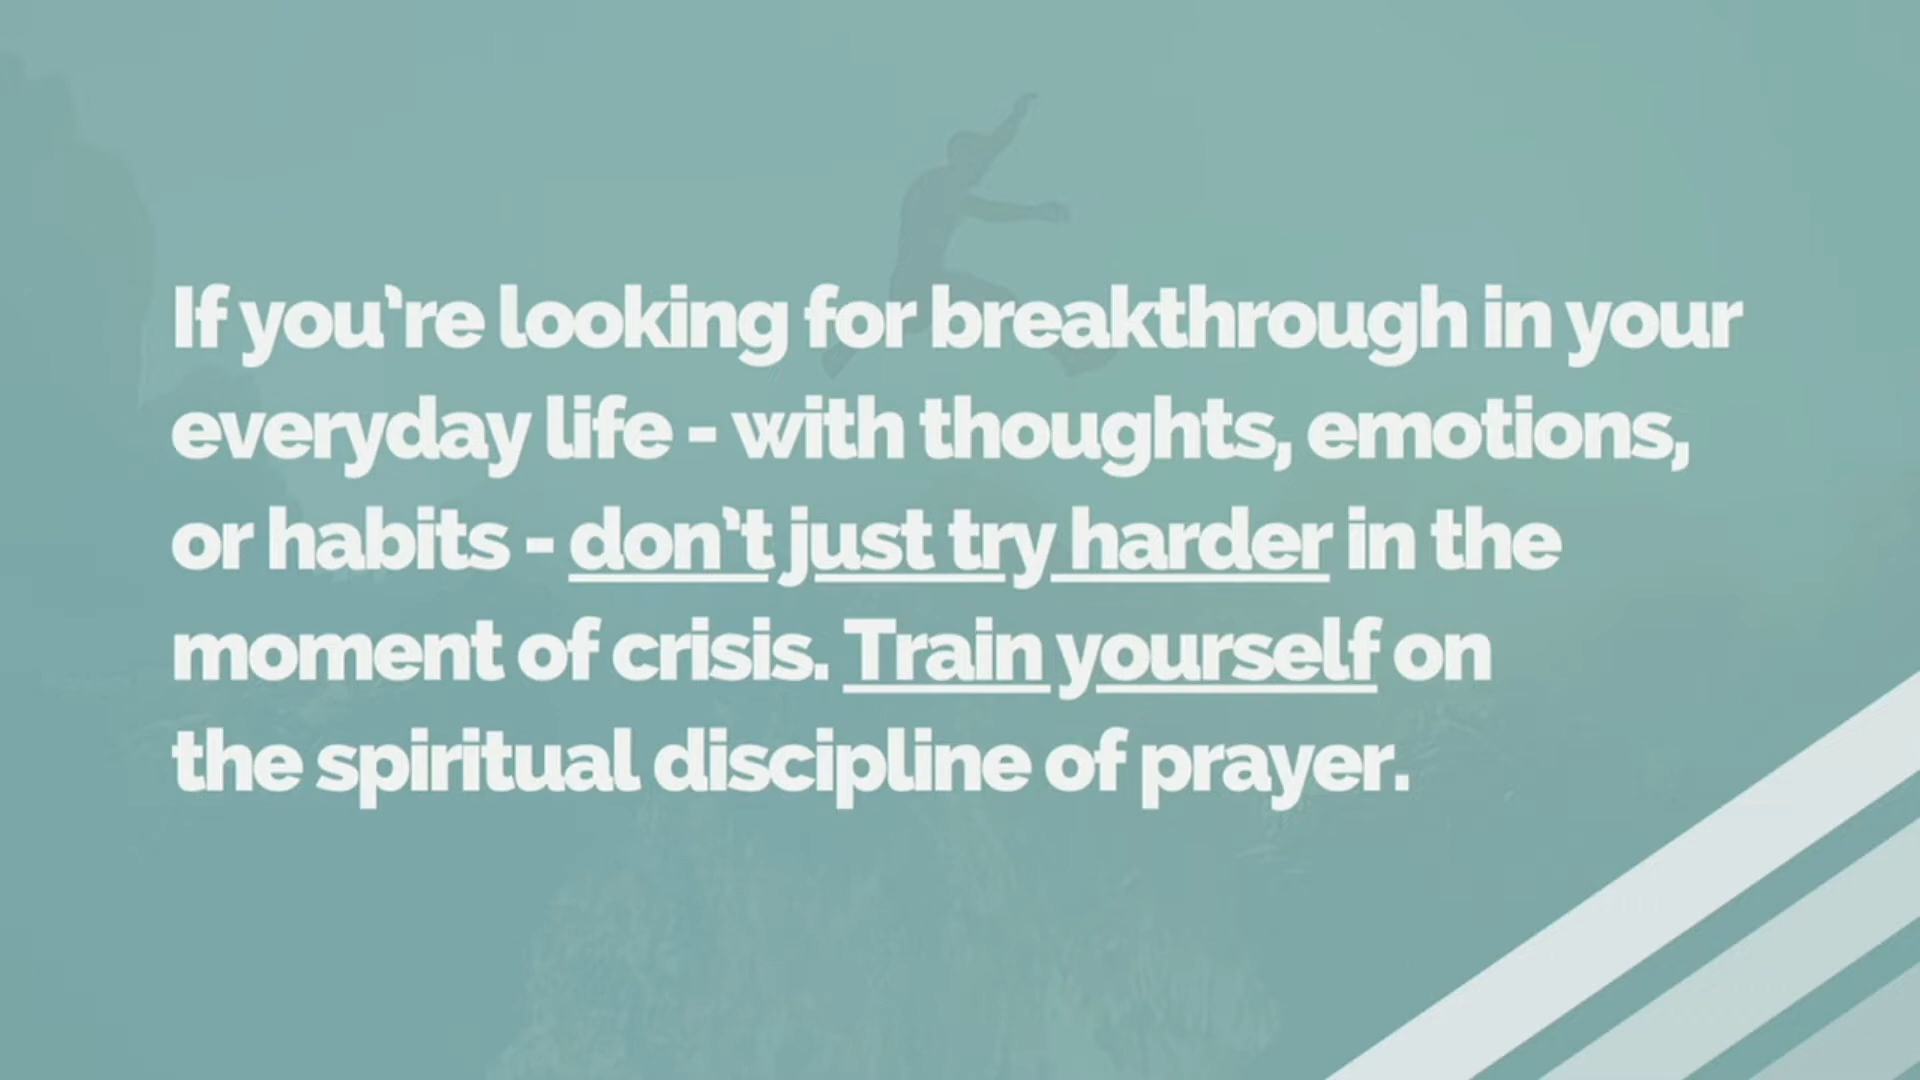 If you’re looking for breakthrough in your
everyday life - with thoughts, emotions,
or habits - don’t just try harder in the
moment of crisis. Train yourself on
the spiritual discipline of prayer.